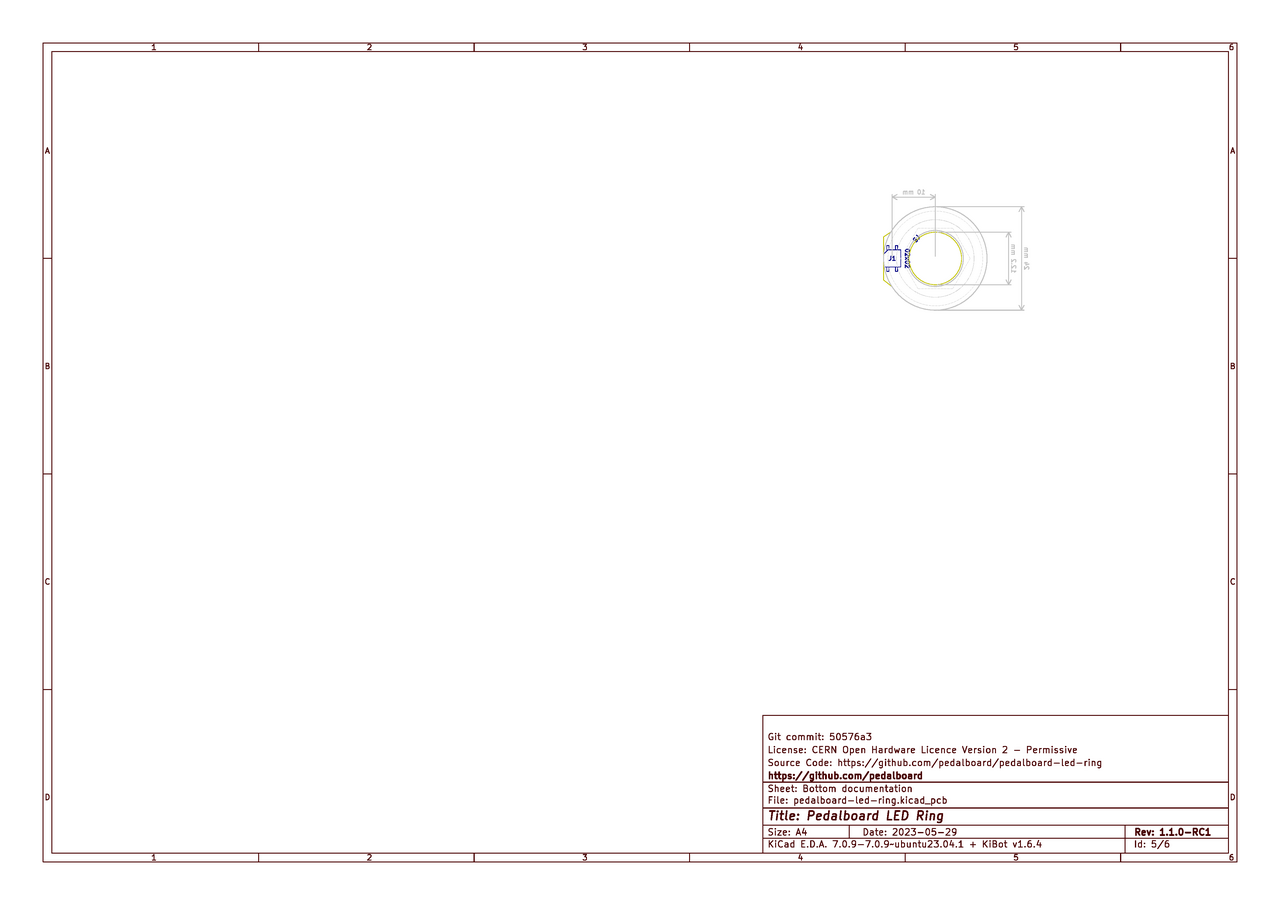 1 2 3 4 5 6
A A
10 mm
J1
12.2 mm
24 mm
B B
C C
D D
Git commit: 50576a3
License: CERN Open Hardware Licence Version 2 - Permissive
Source Code: https://github.com/pedalboard/pedalboard-led-ring
https://github.com/pedalboard
Sheet: Bottom documentation
File: pedalboard-led-ring.kicad_pcb
Title: Pedalboard LED Ring
Size: A4 Date: 2023-05-29 Rev: 1.1.0-RC1
KiCad E.D.A. 7.0.9-7.0.9~ubuntu23.04.1 + KiBot v1.6.4 Id: 5/6
1 2 3 4 5 6